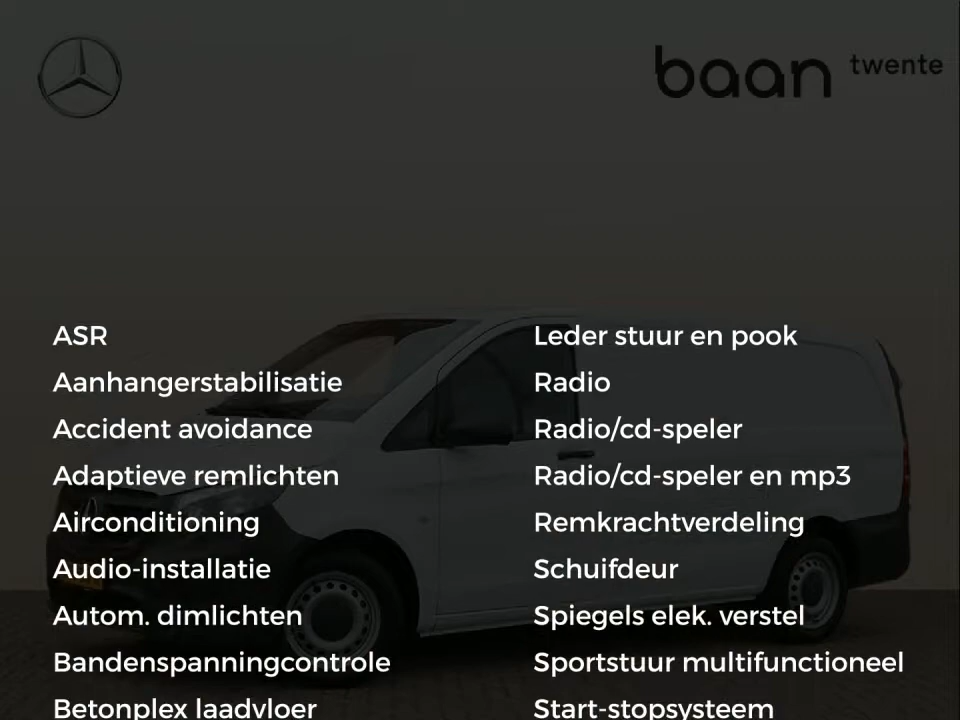 baan twente
ASR
Aanhangerstabilisatie
Accident avoidance
Adaptieve remlichten
Airconditioning
Audio-installatie
Autom. dimlichten
Bandenspanningcontrole
Betonplex laadvloer
Leder stuur en pook
Radio
Radio/cd-speler
Radio/cd-speler en mp3
Remkrachtverdeling
Schuifdeur
Spiegels elek. verstel
Sportstuur multifunctioneel
Start-stopsysteem